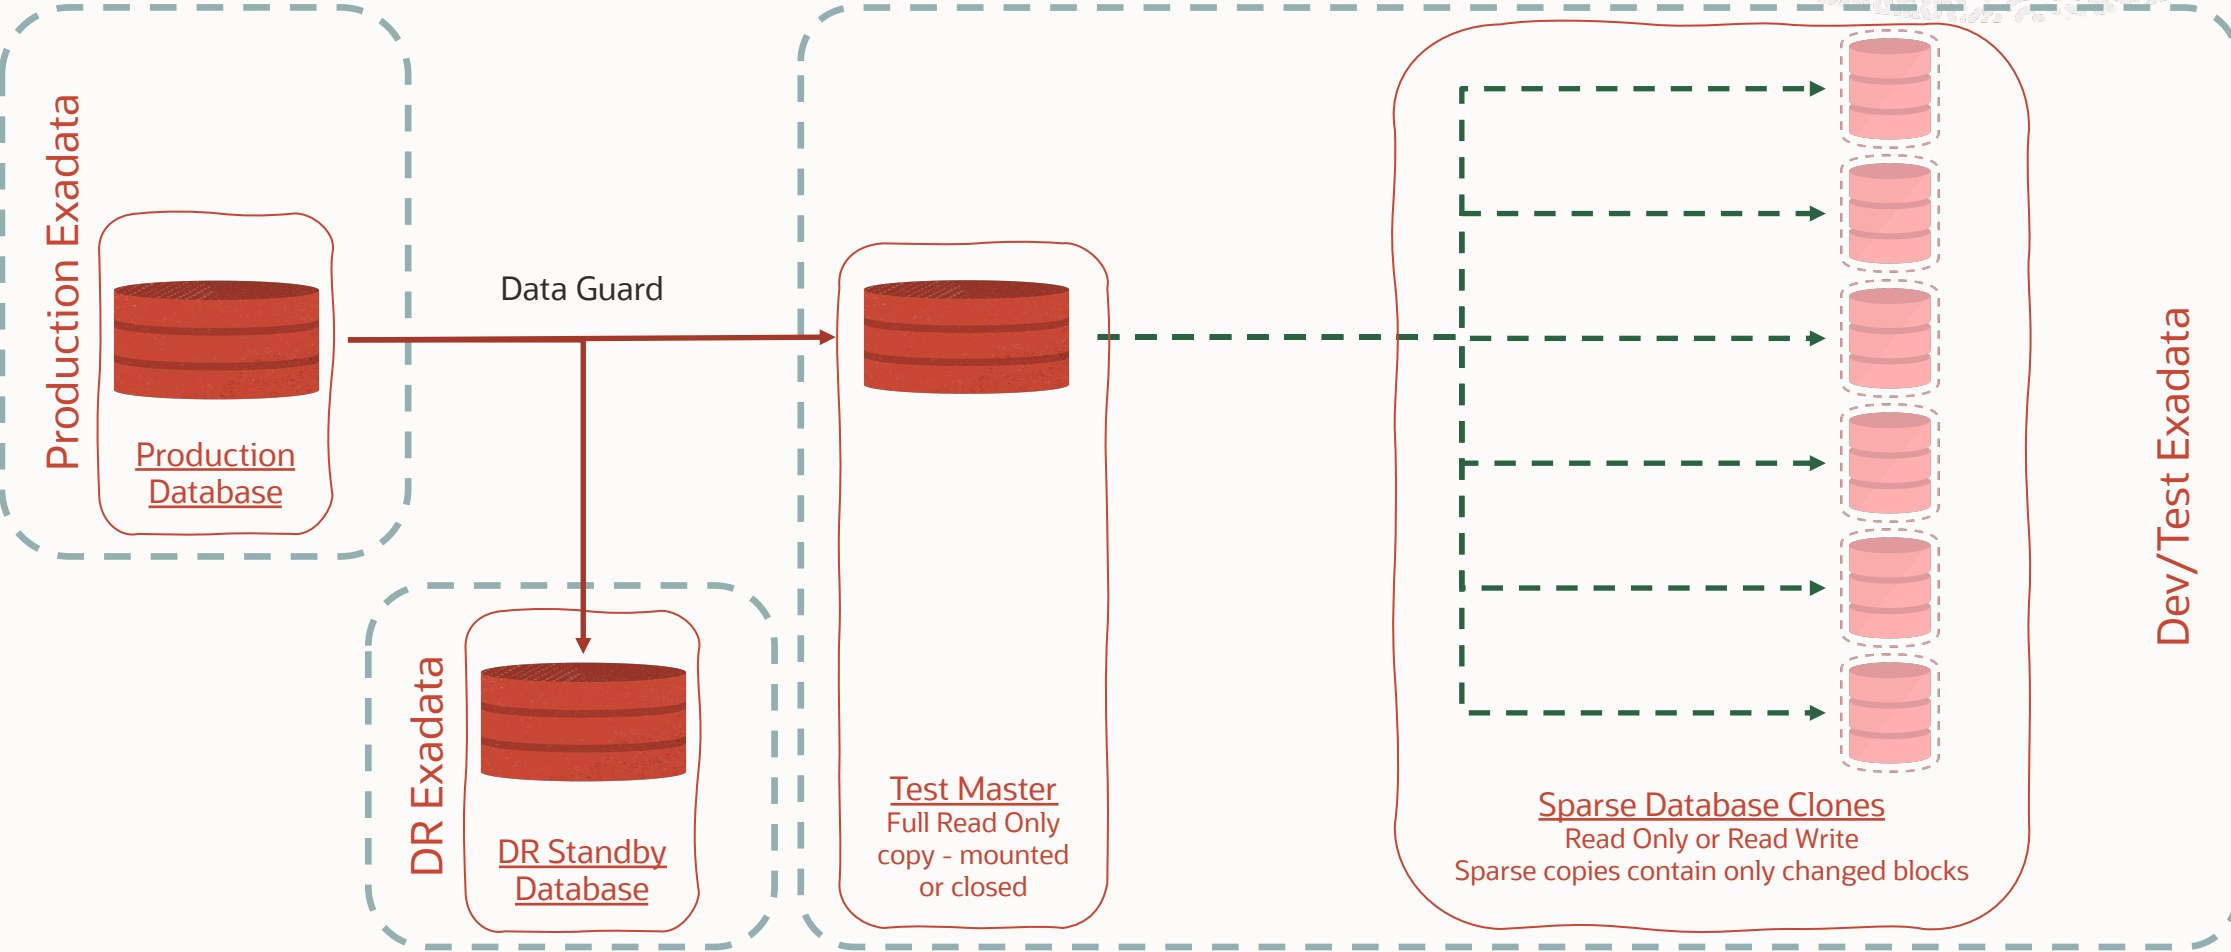 Production Exadata
Production
Database
Data Guard
DR Exadata
DR Standby
Database
Test Master
Full Read Only
copy - mounted
or closed
Sparse Database Clones
Read Only or Read Write
Sparse copies contain only changed blocks
Dev/Test Exadata